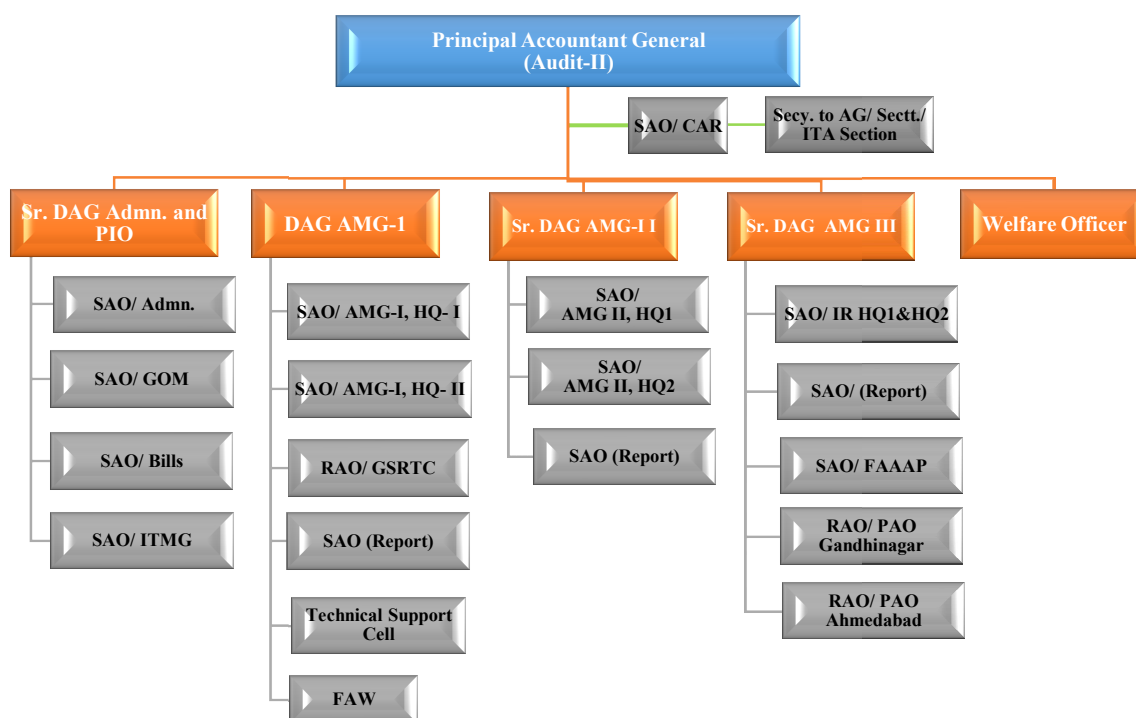 Principal Accountant General
(Audit-II)
SAO/ CAR
Secy. to AG/ Sectt./
ITA Section
Sr. DAG Admn. and
PIO
SAO/ Admn.
SAO/ GOM
SAO/ Bills
SAO/ ITMG
DAG AMG-1
SAO/ AMG-I, HQ- I
SAO/ AMG-I, HQ- II
RAO/ GSRTC
SAO (Report)
Technical Support
Cell
FAW
Sr. DAG AMG-I I
SAO/
AMG II, HQ1
SAO/
AMG II, HQ2
SAO (Report)
Sr. DAG AMG III
SAO/ IR HQ1&HQ2
SAO/ (Report)
SAO/ FAAAP
RAO/ PAO
Gandhinagar
RAO/ PAO
Ahmedabad
Welfare Officer